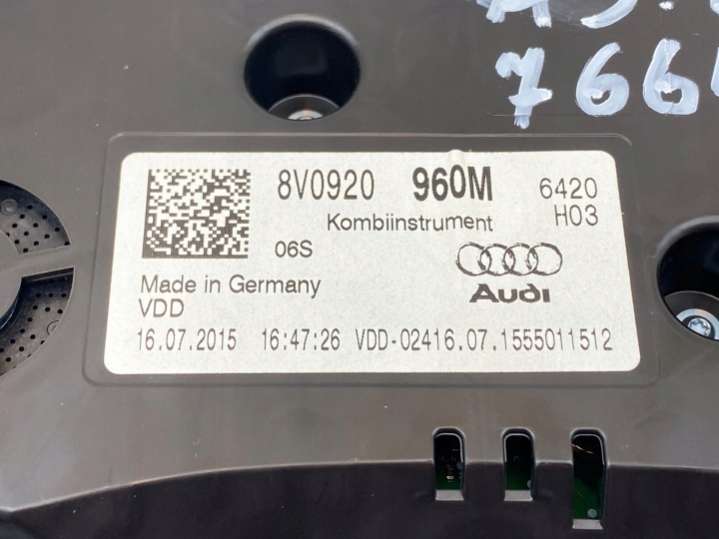 766
8V0920 960M 6420
Kombiinstrument H03
06S
Made in Germany
Audi
VDD
16.07.2015 16:47:26 VDD-02416.07.1555011512